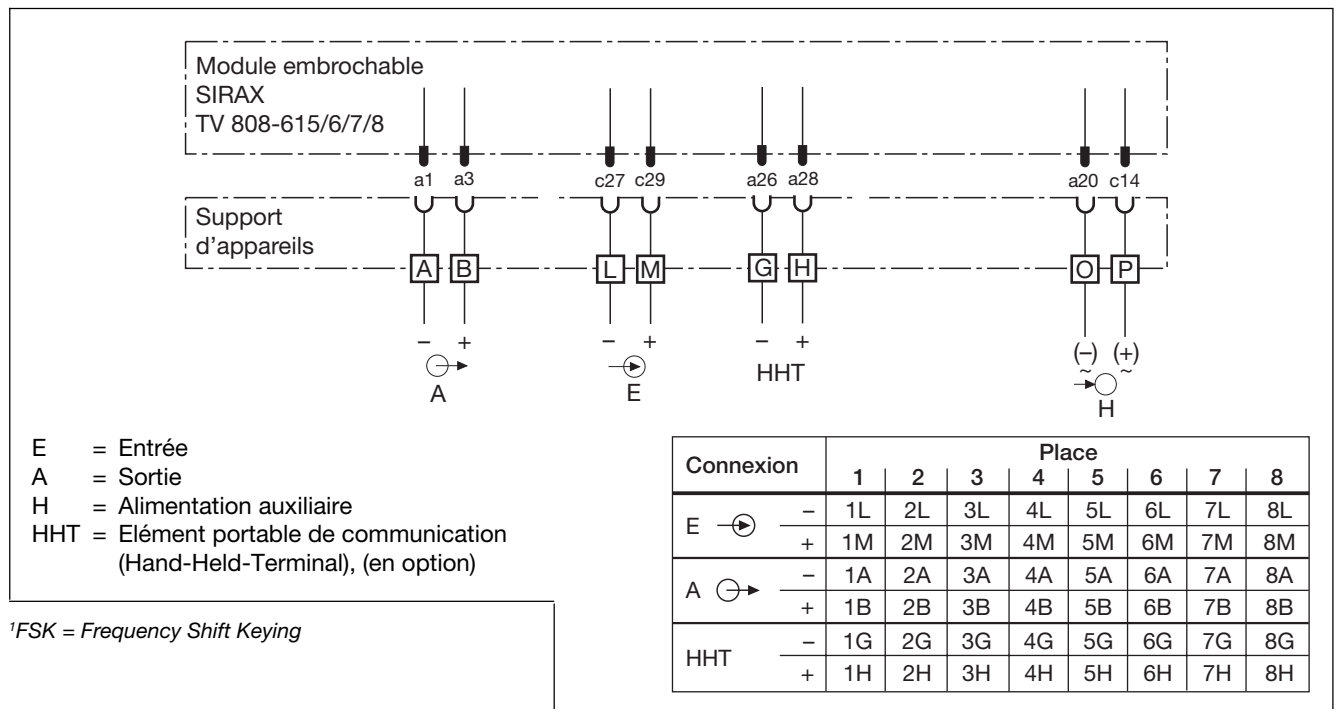 Module embrochable
SIRAX
TV 808-615/6/7/8
a1 a3 c27 c29 a26 a28 a20 c14
Support
d'appareils
A B L M G H O P
– + – + – + (–) (+)
~ ~
A E HHT H
E = Entrée
A = Sortie
H = Alimentation auxiliaire
HHT = Elément portable de communication
(Hand-Held-Terminal), (en option)
¹FSK = Frequency Shift Keying
Connexion Place
1 2 3 4 5 6 7 8
E – 1L 2L 3L 4L 5L 6L 7L 8L
+ 1M 2M 3M 4M 5M 6M 7M 8M
A – 1A 2A 3A 4A 5A 6A 7A 8A
+ 1B 2B 3B 4B 5B 6B 7B 8B
HHT – 1G 2G 3G 4G 5G 6G 7G 8G
+ 1H 2H 3H 4H 5H 6H 7H 8H